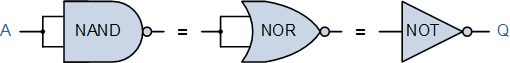 A NAND = NOR = NOT Q